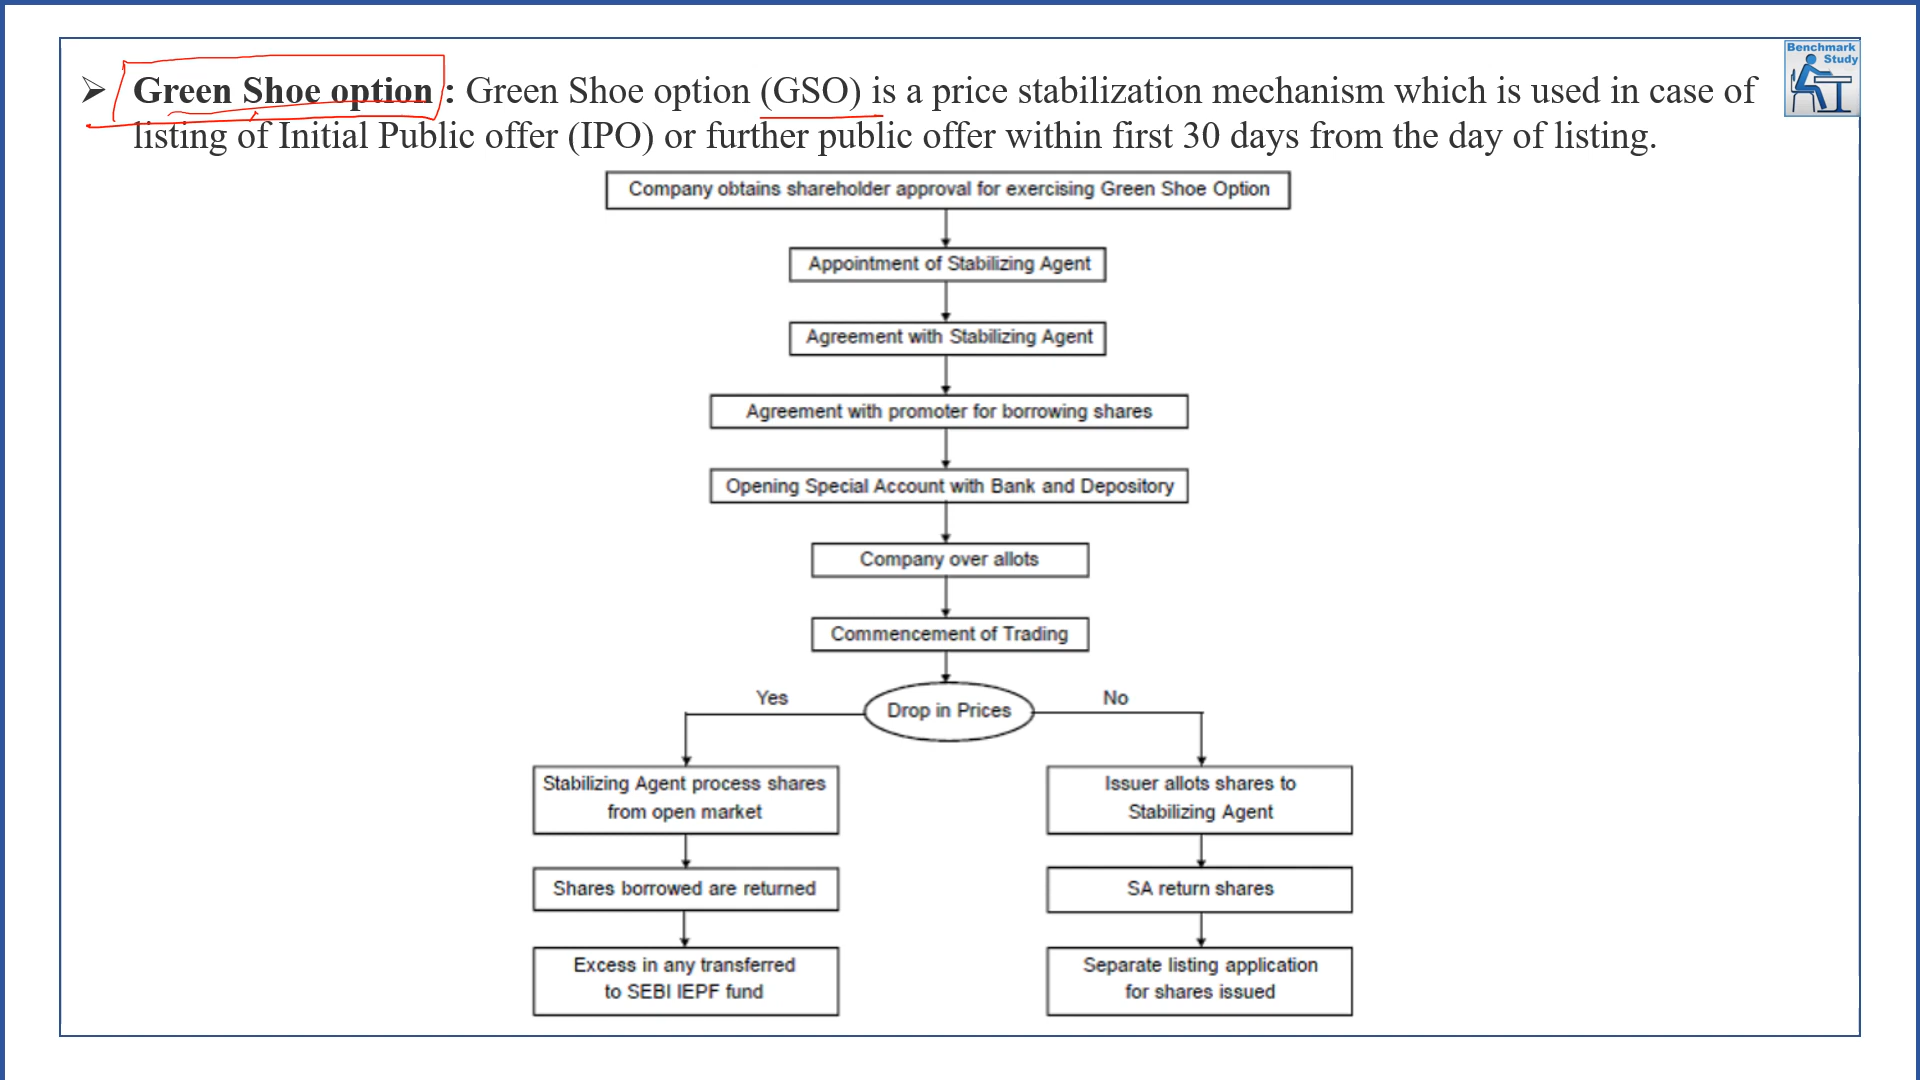 Benchmark
Study
➢ Green Shoe option : Green Shoe option (GSO) is a price stabilization mechanism which is used in case of
listing of Initial Public offer (IPO) or further public offer within first 30 days from the day of listing.
Company obtains shareholder approval for exercising Green Shoe Option
Appointment of Stabilizing Agent
Agreement with Stabilizing Agent
Agreement with promoter for borrowing shares
Opening Special Account with Bank and Depository
Company over allots
Commencement of Trading
Drop in Prices
Yes
No
Stabilizing Agent process shares
from open market
Shares borrowed are returned
Excess in any transferred
to SEBI IEPF fund
Issuer allots shares to
Stabilizing Agent
SA return shares
Separate listing application
for shares issued